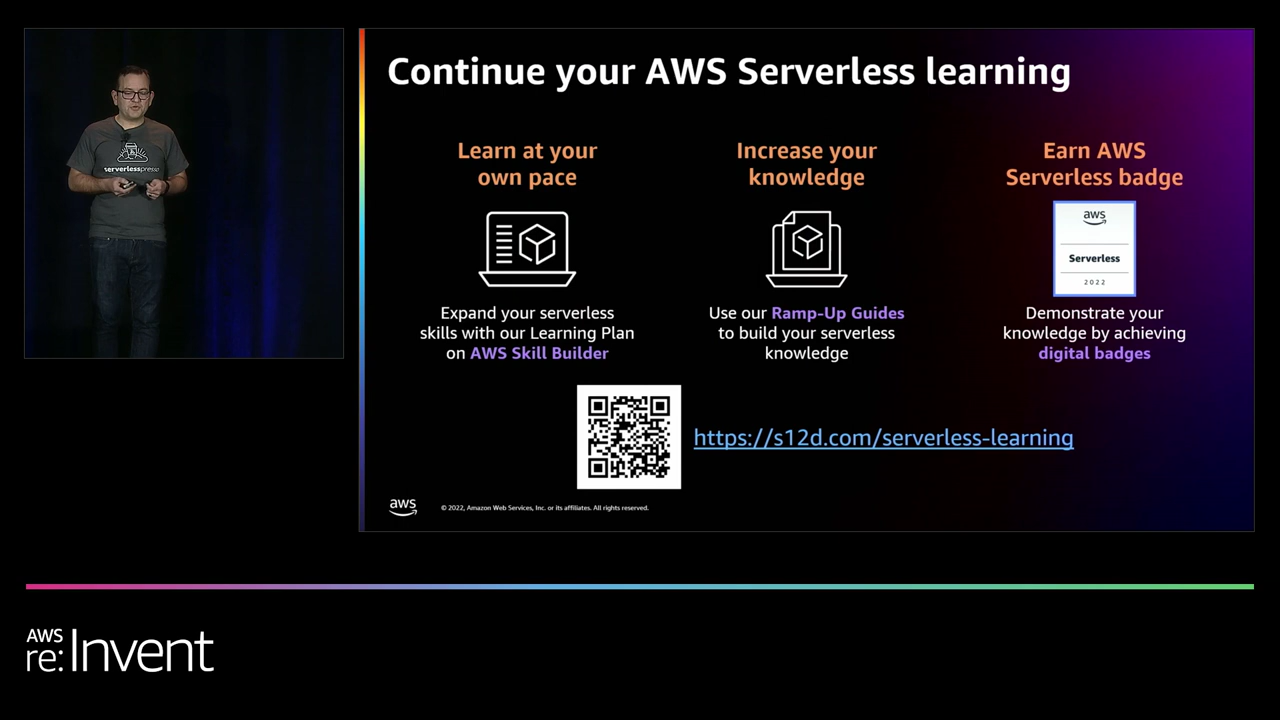 serverlesspresso
Continue your AWS Serverless learning
Learn at your
own pace
Expand your serverless
skills with our Learning Plan
on AWS Skill Builder
Increase your
knowledge
Use our Ramp-Up Guides
to build your serverless
knowledge
Earn AWS
Serverless badge
aws
Serverless
2022
Demonstrate your
knowledge by achieving
digital badges
https://s12d.com/serverless-learning
aws
© 2022, Amazon Web Services, Inc. or its affiliates. All rights reserved.
AWS
re:Invent